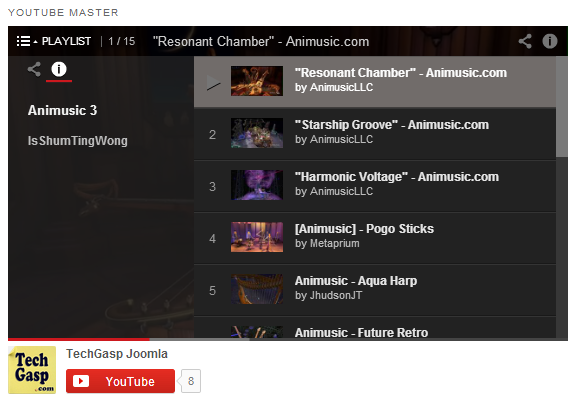 YOUTUBE MASTER
PLAYLIST | 1 / 15 "Resonant Chamber" - Animusic.com
Animusic 3
IsShumTingWong
"Resonant Chamber" - Animusic.com
by AnimusicLLC
2
"Starship Groove" - Animusic.com
by AnimusicLLC
3
"Harmonic Voltage" - Animusic.com
by AnimusicLLC
4
[Animusic] - Pogo Sticks
by Metaprium
5
Animusic - Aqua Harp
by JhudsonJT
Animusic - Future Retro
Tech
Gasp
.com
TechGasp Joomla
YouTube
8